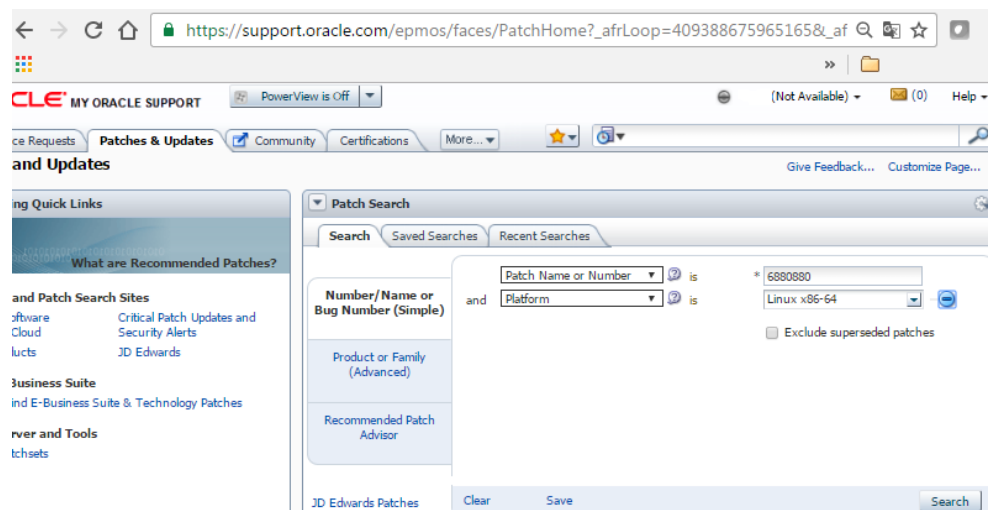 https://support.oracle.com/epmos/faces/PatchHome?_afrLoop=409388675965165&_af
»
CLE MY ORACLE SUPPORT PowerView is Off (Not Available) (0) Help
ce Requests Patches & Updates Community Certifications More...
and Updates Give Feedback... Customize Page...
ng Quick Links
What are Recommended Patches?
and Patch Search Sites
oftware Critical Patch Updates and
Cloud Security Alerts
ducts JD Edwards
Business Suite
ind E-Business Suite & Technology Patches
rver and Tools
tchsets
Patch Search
Search Saved Searches Recent Searches
Number/Name or
Bug Number (Simple)
Product or Family
(Advanced)
Recommended Patch
Advisor
JD Edwards Patches
Patch Name or Number is * 6880880
and Platform is Linux x86-64
Exclude superseded patches
Clear Save Search